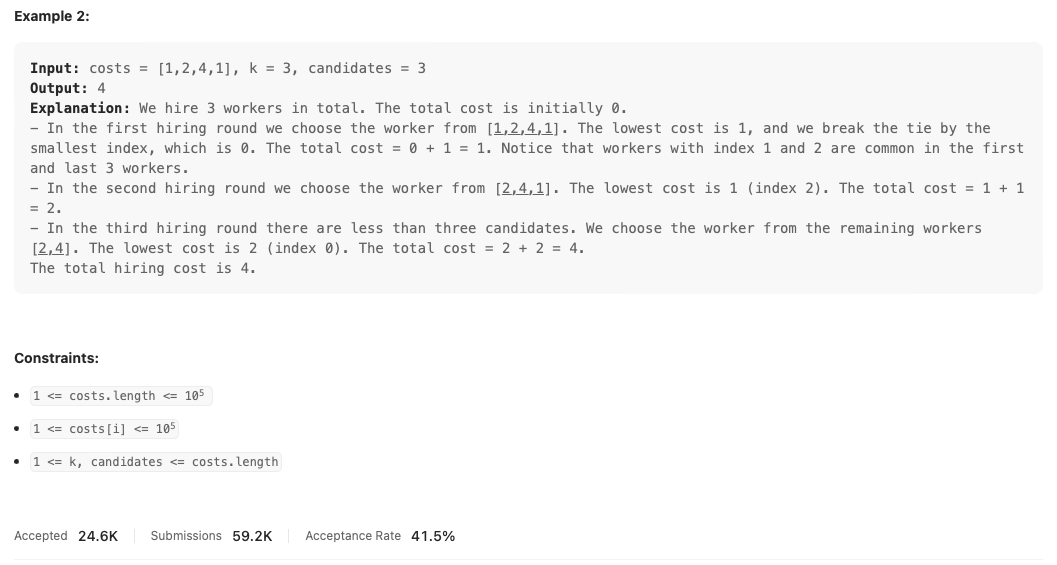 Example 2:
Input: costs = [1,2,4,1], k = 3, candidates = 3
Output: 4
Explanation: We hire 3 workers in total. The total cost is initially 0.
- In the first hiring round we choose the worker from [1,2,4,1]. The lowest cost is 1, and we break the tie by the
smallest index, which is 0. The total cost = 0 + 1 = 1. Notice that workers with index 1 and 2 are common in the first
and last 3 workers.
- In the second hiring round we choose the worker from [2,4,1]. The lowest cost is 1 (index 2). The total cost = 1 + 1
= 2.
- In the third hiring round there are less than three candidates. We choose the worker from the remaining workers
[2,4]. The lowest cost is 2 (index 0). The total cost = 2 + 2 = 4.
The total hiring cost is 4.
Constraints:
• 1 <= costs.length <= 10⁵
• 1 <= costs[i] <= 10⁵
• 1 <= k, candidates <= costs.length
Accepted 24.6K Submissions 59.2K Acceptance Rate 41.5%